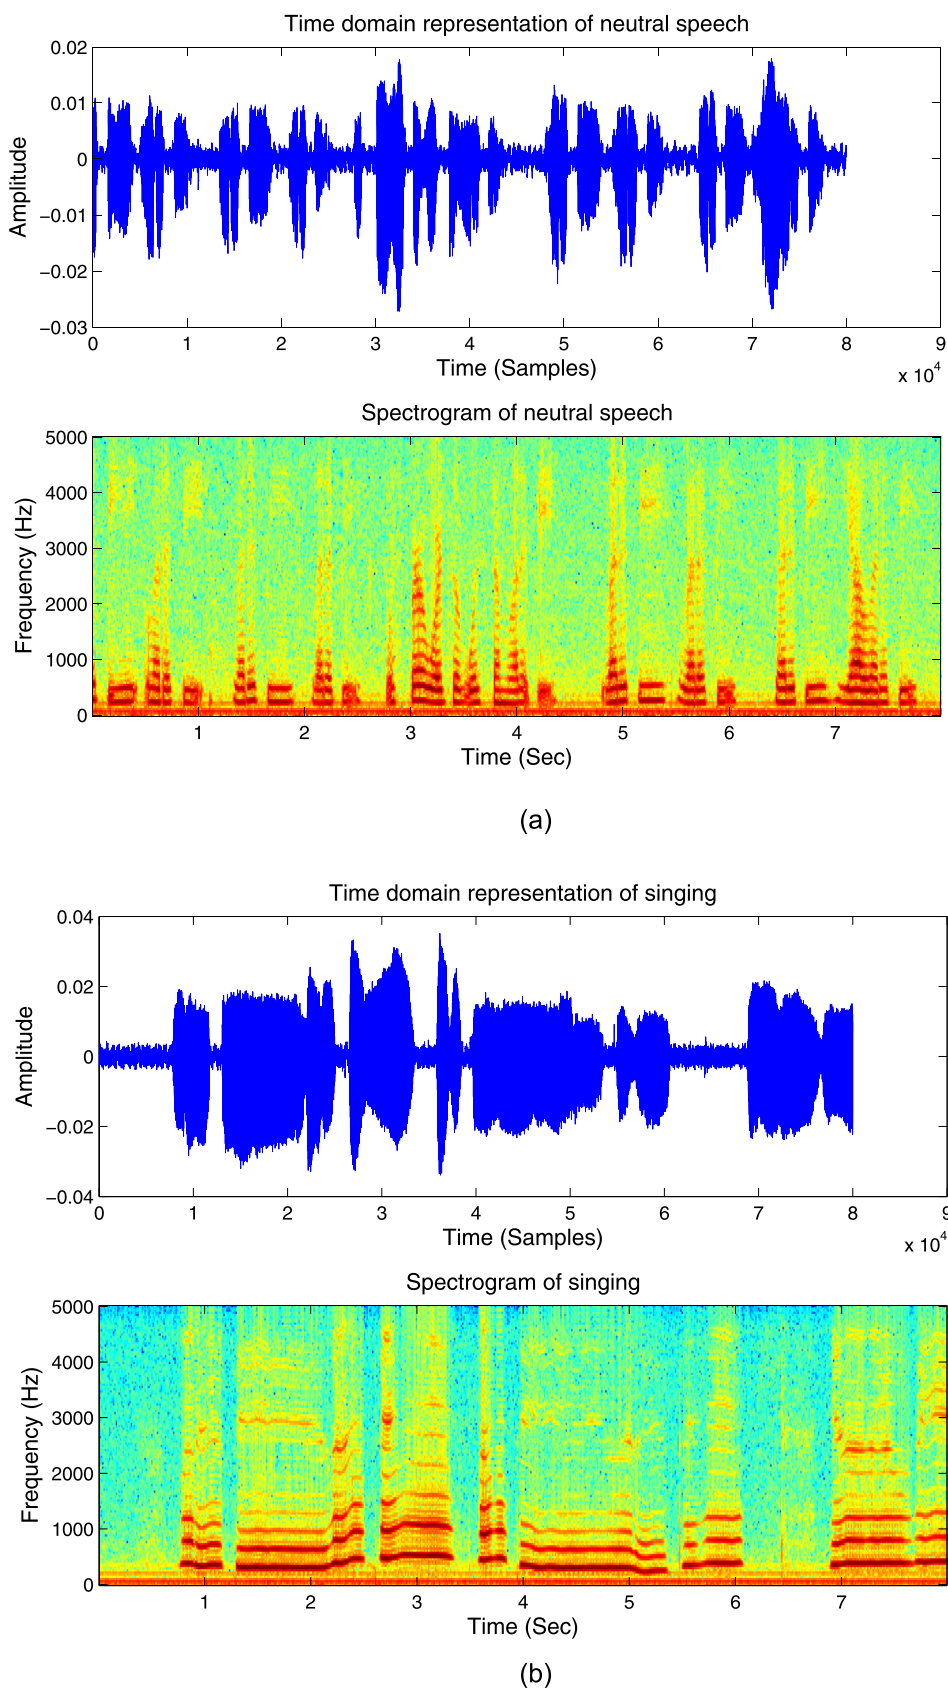 Time domain representation of neutral speech
0.02
0.01
0
−0.01
−0.02
−0.03
Amplitude
0 1 2 3 4 5 6 7 8 9
Time (Samples)
x 10^4
Spectrogram of neutral speech
5000
4000
3000
2000
1000
0
Frequency (Hz)
1 2 3 4 5 6 7
Time (Sec)
(a)
Time domain representation of singing
0.04
0.02
0
−0.02
−0.04
Amplitude
0 1 2 3 4 5 6 7 8 9
Time (Samples)
x 10^4
Spectrogram of singing
5000
4000
3000
2000
1000
0
Frequency (Hz)
1 2 3 4 5 6 7
Time (Sec)
(b)